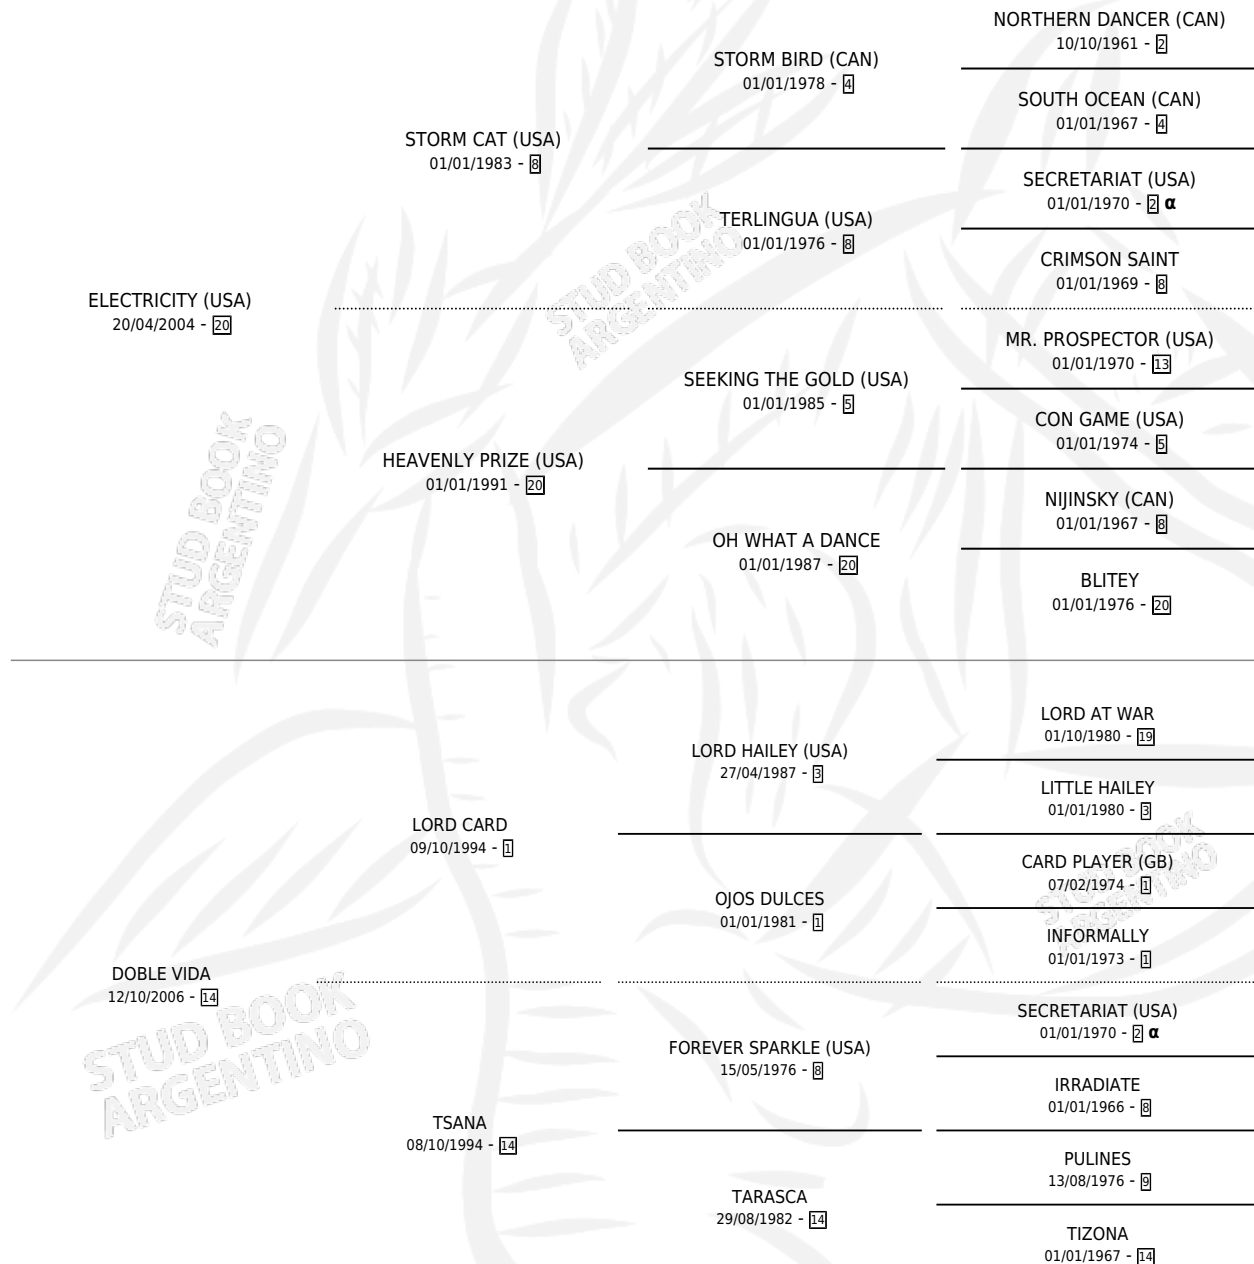 NORTHERN DANCER (CAN)
10/10/1961 - 2
STORM BIRD (CAN)
01/01/1978 - 4
SOUTH OCEAN (CAN)
01/01/1967 - 4
STORM CAT (USA)
01/01/1983 - 8
SECRETARIAT (USA)
01/01/1970 - 2 α
TERLINGUA (USA)
01/01/1976 - 8
CRIMSON SAINT
01/01/1969 - 8
ELECTRICITY (USA)
20/04/2004 - 20
MR. PROSPECTOR (USA)
01/01/1970 - 13
SEEKING THE GOLD (USA)
01/01/1985 - 5
CON GAME (USA)
01/01/1974 - 5
HEAVENLY PRIZE (USA)
01/01/1991 - 20
NIJINSKY (CAN)
01/01/1967 - 8
OH WHAT A DANCE
01/01/1987 - 20
BLITEY
01/01/1976 - 20
LORD AT WAR
01/10/1980 - 19
LORD HAILEY (USA)
27/04/1987 - 3
LITTLE HAILEY
01/01/1980 - 3
LORD CARD
09/10/1994 - 1
CARD PLAYER (GB)
07/02/1974 - 1
OJOS DULCES
01/01/1981 - 1
INFORMALLY
01/01/1973 - 1
DOBLE VIDA
12/10/2006 - 14
SECRETARIAT (USA)
01/01/1970 - 2 α
FOREVER SPARKLE (USA)
15/05/1976 - 8
IRRADIATE
01/01/1966 - 8
TSANA
08/10/1994 - 14
PULINES
13/08/1976 - 9
TARASCA
29/08/1982 - 14
TIZONA
01/01/1967 - 14
STUD BOOK
ARGENTINO
STUD BOOK
ARGENTINO
STUD BOOK
ARGENTINO
STUD BOOK
ARGENTINO